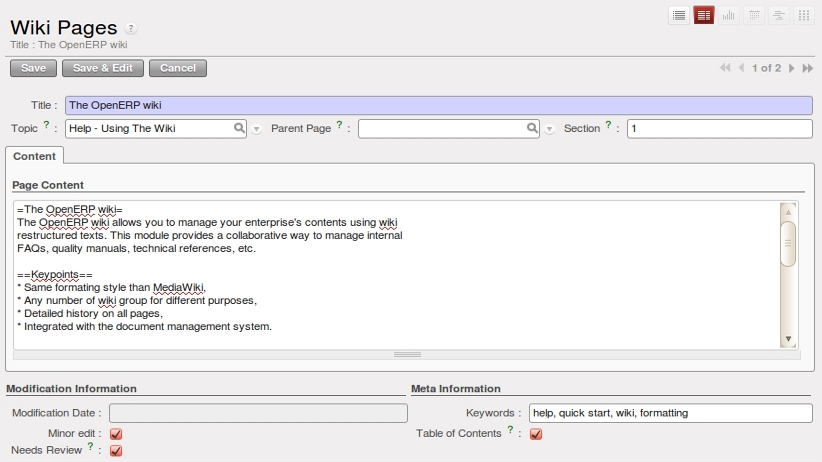 Wiki Pages ?
Title : The OpenERP wiki
Save Save & Edit Cancel 1 of 2
Title : The OpenERP wiki
Topic ? : Help - Using The Wiki Parent Page ? : Section ? : 1
Content
Page Content
=The OpenERP wiki=
The OpenERP wiki allows you to manage your enterprise's contents using wiki
restructured texts. This module provides a collaborative way to manage internal
FAQs, quality manuals, technical references, etc.
==Keypoints==
* Same formating style than MediaWiki,
* Any number of wiki group for different purposes,
* Detailed history on all pages,
* Integrated with the document management system.
Modification Information Meta Information
Modification Date : Keywords : help, quick start, wiki, formatting
Minor edit : Table of Contents ? :
Needs Review ? :